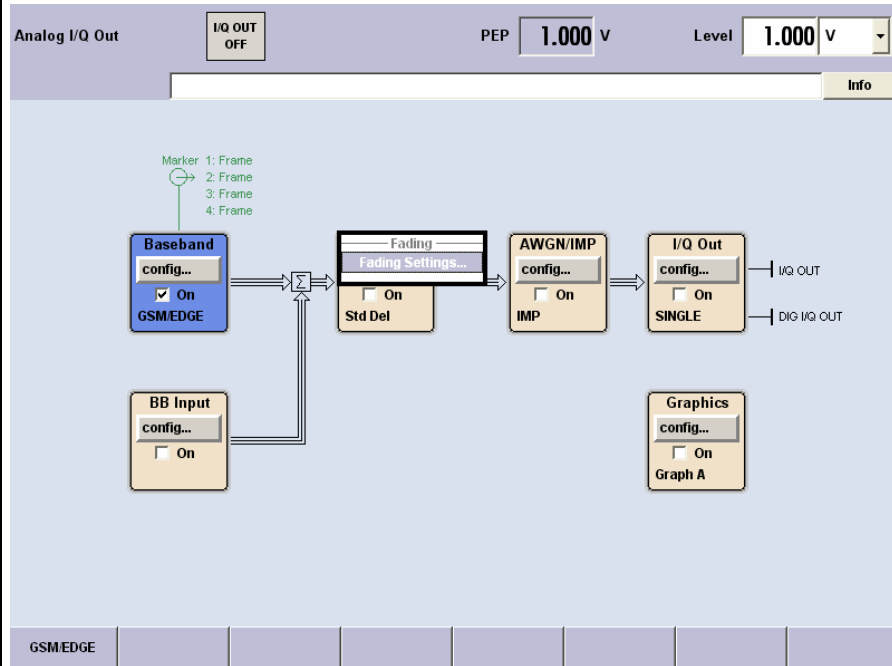 Analog I/Q Out
I/Q OUT
OFF
PEP 1.000 V
Level 1.000 V
Info
Marker 1: Frame
2: Frame
3: Frame
4: Frame
Baseband
config...
On
GSM/EDGE
Σ
Fading
Fading Settings...
On
Std Del
AWGN/IMP
config...
On
IMP
I/Q Out
config...
On
SINGLE
I/Q OUT
DIG I/Q OUT
BB Input
config...
On
Graphics
config...
On
Graph A
GSM/EDGE